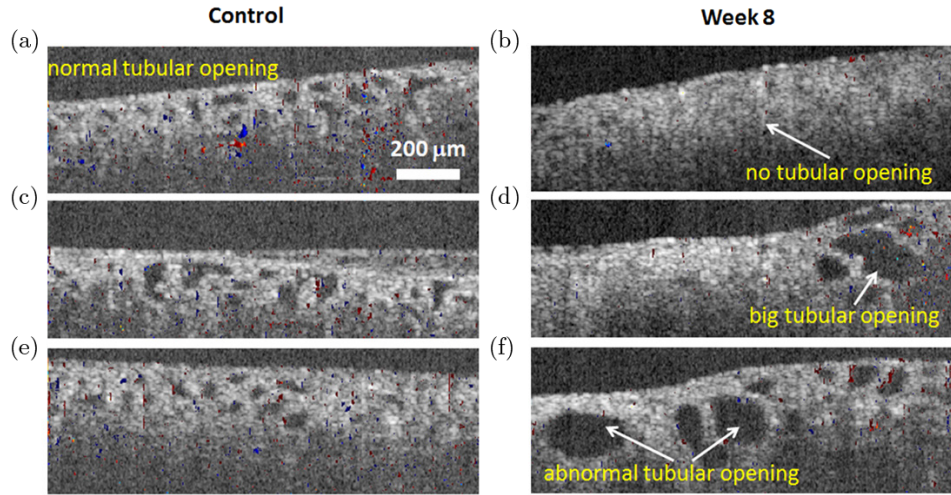 Control
Week 8
(a)
normal tubular opening
200 μm
(b)
no tubular opening
(c)
(d)
big tubular opening
(e)
(f)
abnormal tubular opening